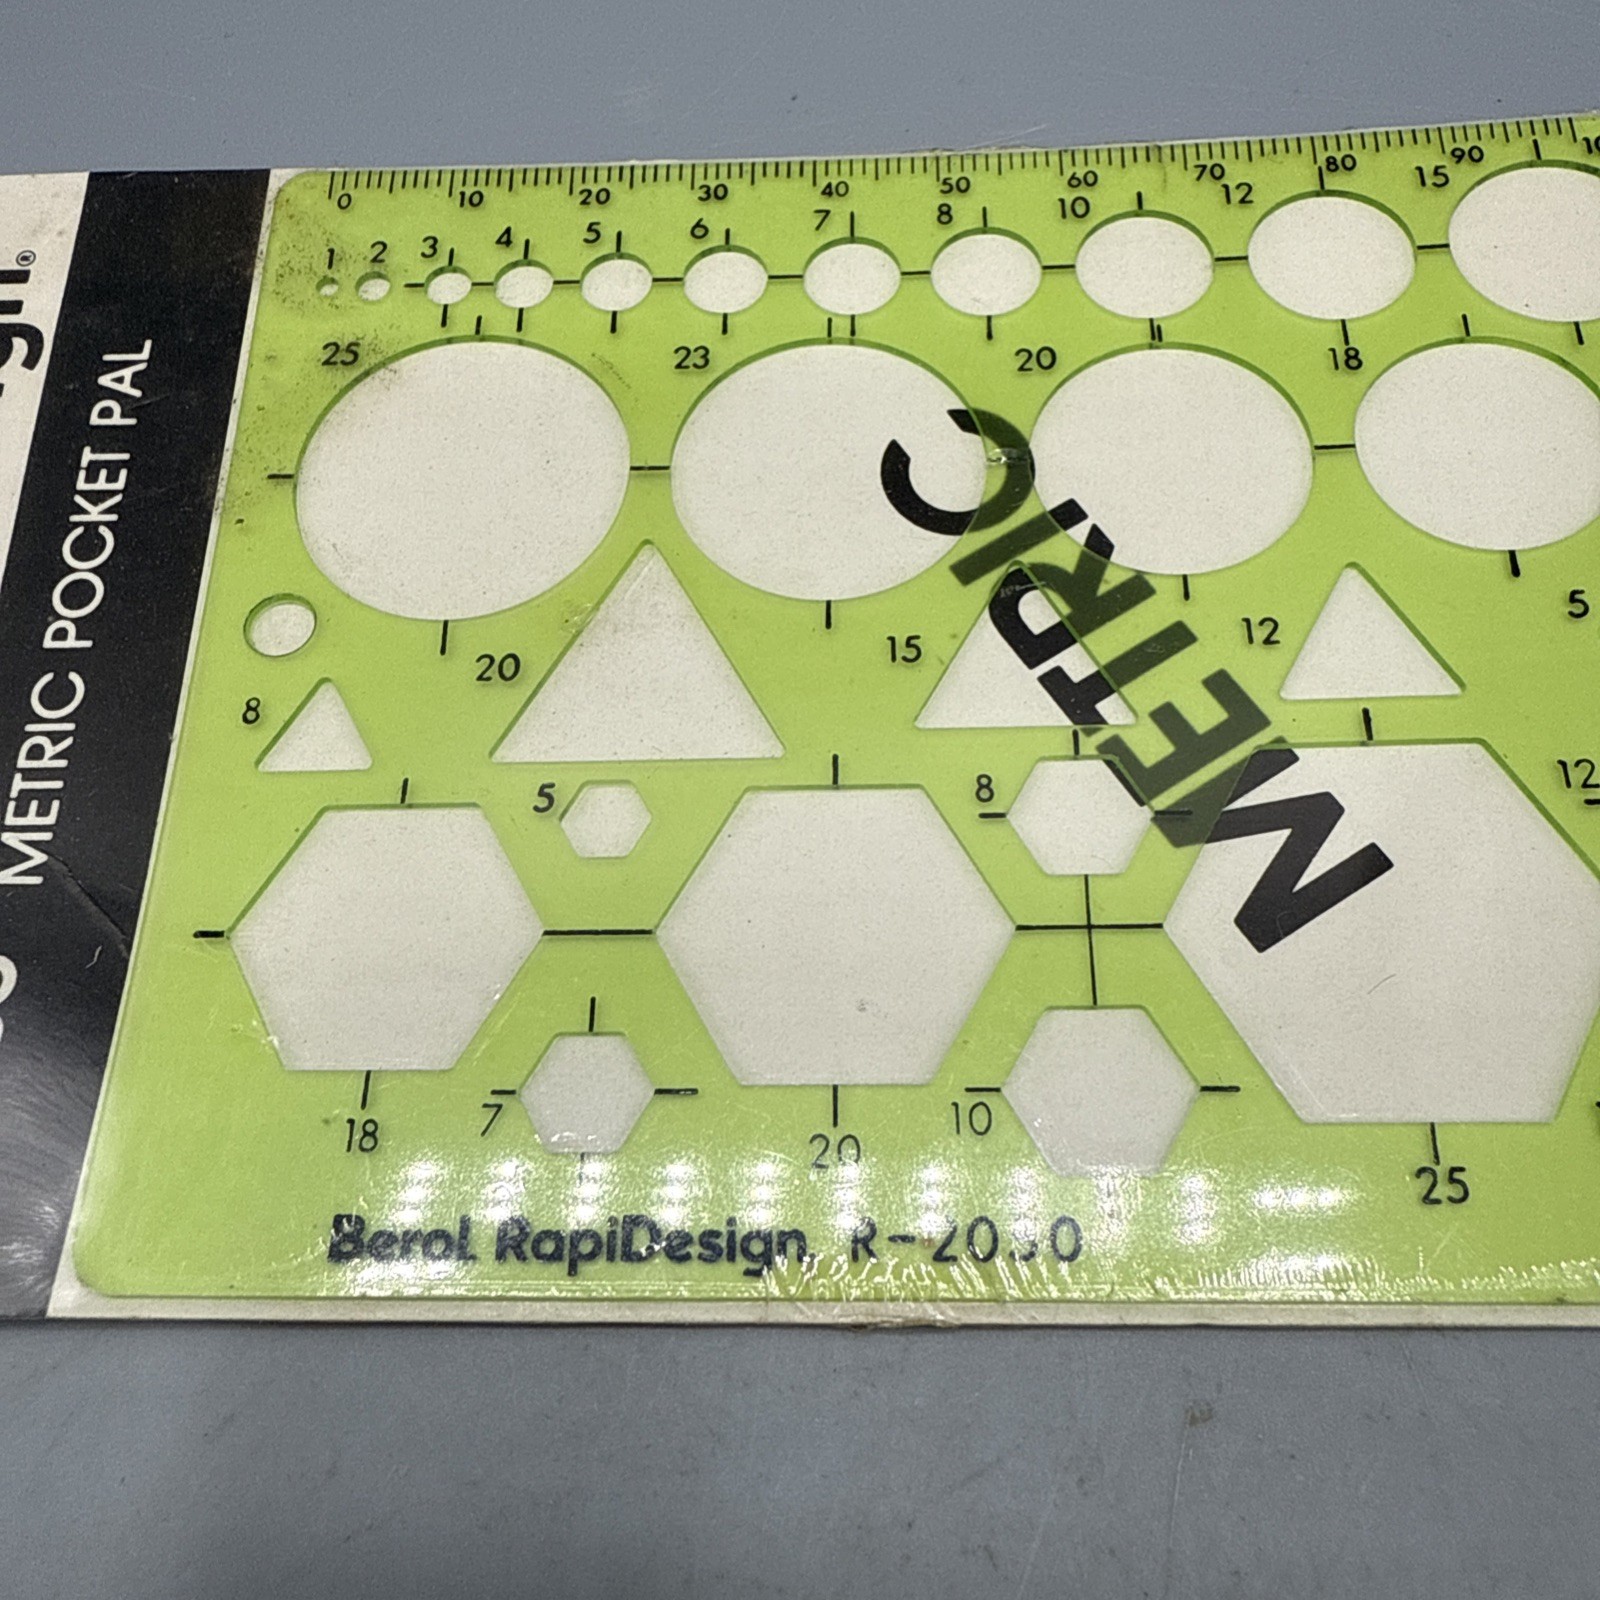 METRIC POCKET PAL
0 10 20 30 40 50 60 70 80 90
1 2 3 4 5 6 7 8 10 12 15
25 23 20 18
METRIC
8 20 15 12 5
5 8 12
18 7 20 10 25
Berol RapiDesign